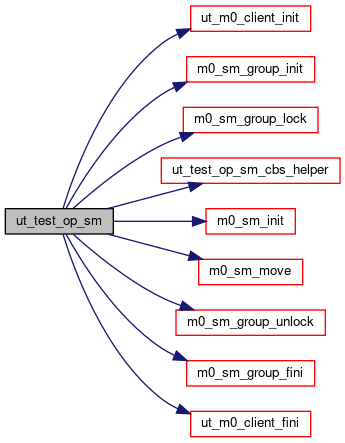 ut_m0_client_init
m0_sm_group_init
m0_sm_group_lock
ut_test_op_sm_cbs_helper
ut_test_op_sm
m0_sm_init
m0_sm_move
m0_sm_group_unlock
m0_sm_group_fini
ut_m0_client_fini